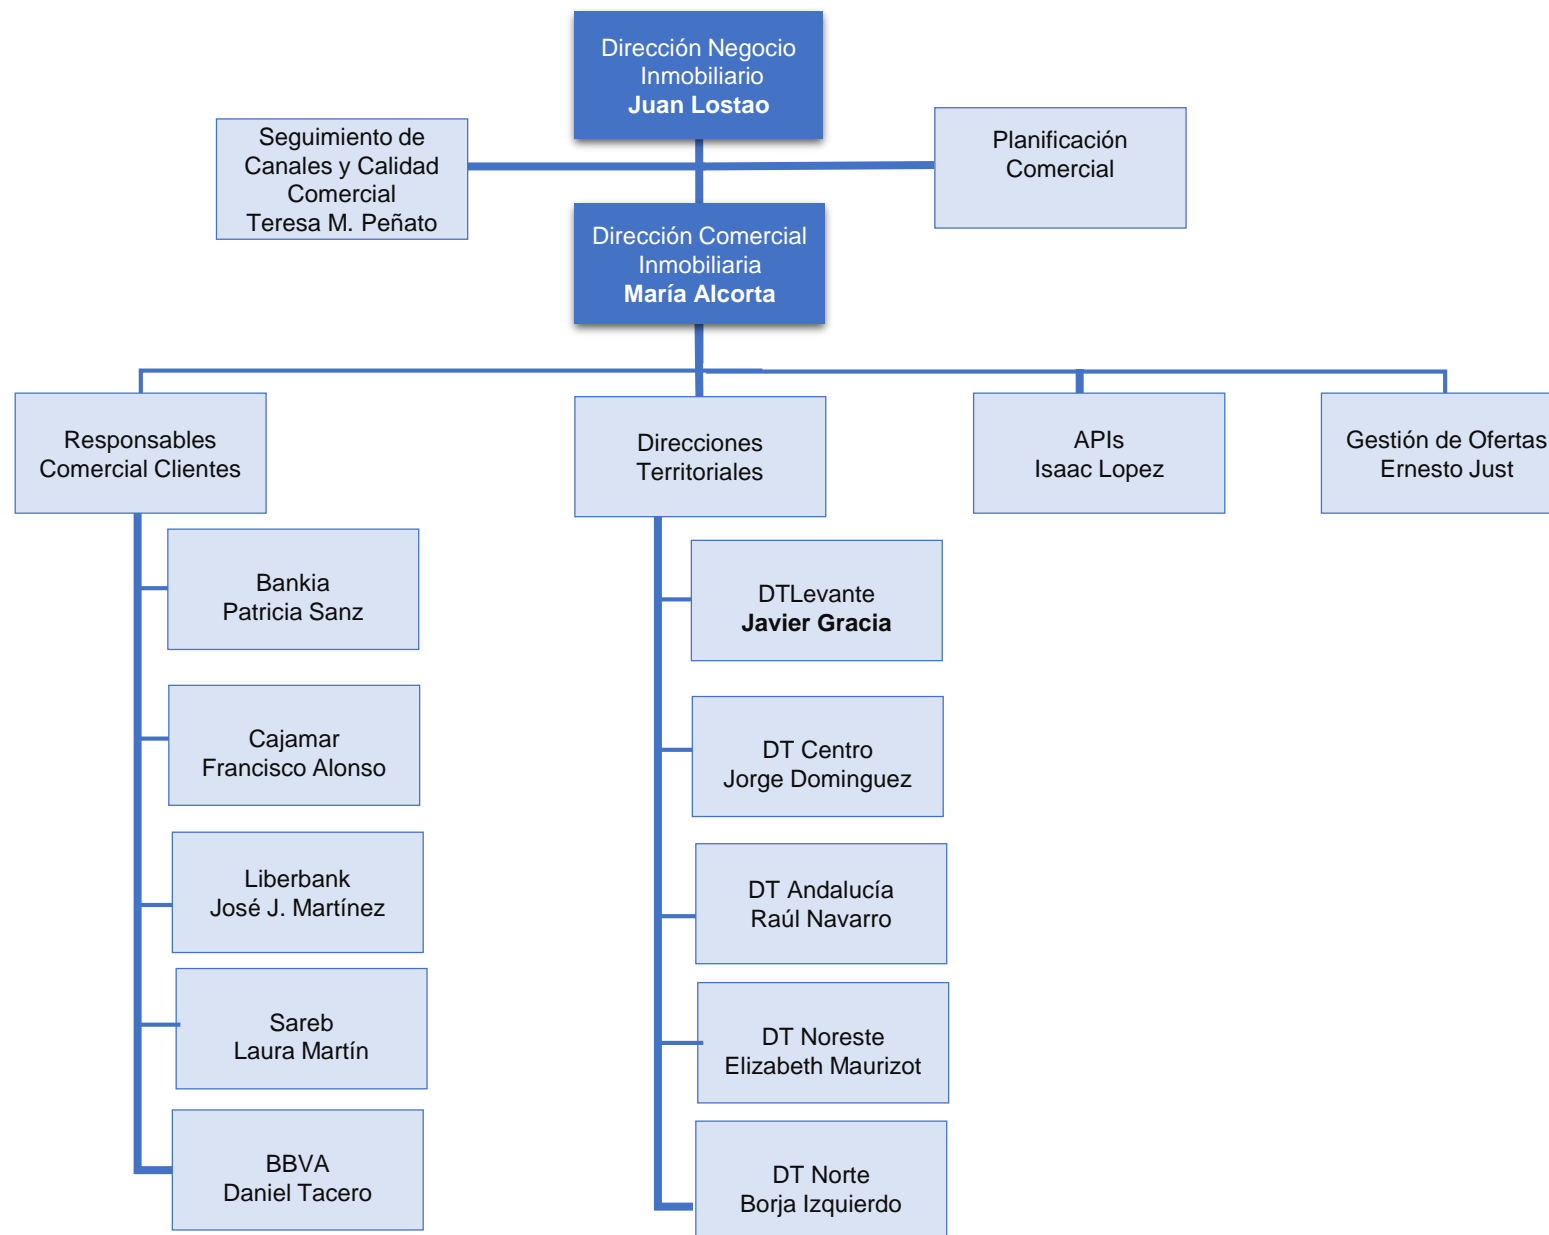 Dirección Negocio
Inmobiliario
Juan Lostao
Seguimiento de
Canales y Calidad
Comercial
Teresa M. Peñato
Planificación
Comercial
Dirección Comercial
Inmobiliaria
María Alcorta
Responsables
Comercial Clientes
Direcciones
Territoriales
APIs
Isaac Lopez
Gestión de Ofertas
Ernesto Just
Bankia
Patricia Sanz
Cajamar
Francisco Alonso
Liberbank
José J. Martínez
Sareb
Laura Martín
BBVA
Daniel Tacero
DTLevante
Javier Gracia
DT Centro
Jorge Dominguez
DT Andalucía
Raúl Navarro
DT Noreste
Elizabeth Maurizot
DT Norte
Borja Izquierdo